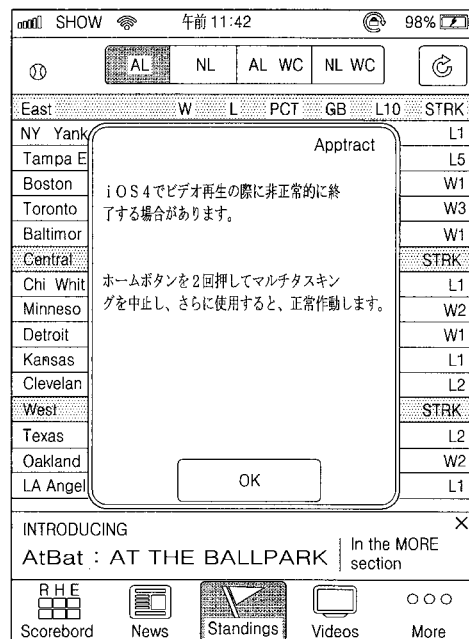 SHOW 午前 11:42 98%
AL NL AL WC NL WC
East W L PCT GB L10 STRK
NY Yank L1
Tampa E L5
Boston W1
Toronto W3
Baltimor W1
Central STRK
Chi Whit L1
Minneso W2
Detroit W1
Kansas L1
Clevelan L2
West STRK
Texas L2
Oakland W2
LA Angel L1
Apptract
iOS4でビデオ再生の際に非正常的に終
了する場合があります。
ホームボタンを2回押してマルチタスキン
グを中止し、さらに使用すると、正常作動します。
OK
INTRODUCING
AtBat : AT THE BALLPARK
In the MORE
section
×
R H E
Scorebord News Standings Videos More